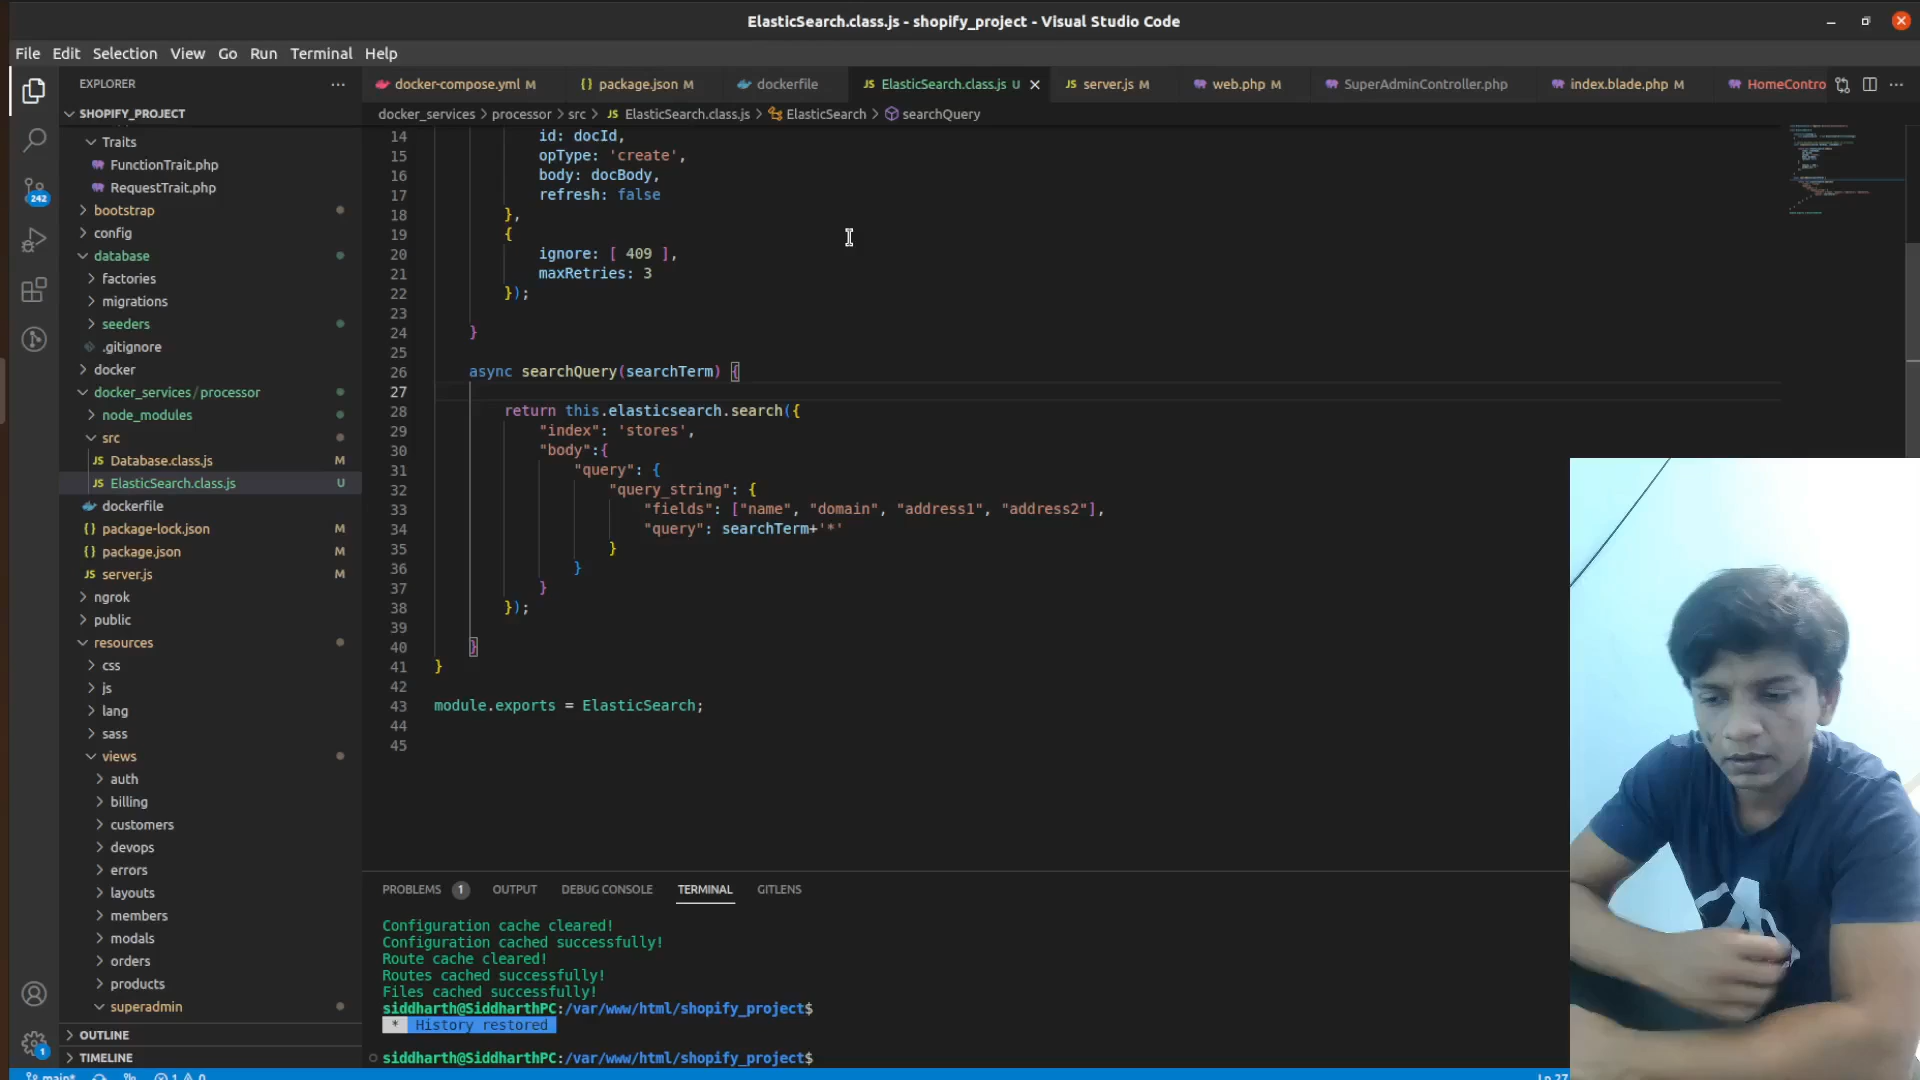 ElasticSearch.class.js - shopify_project - Visual Studio Code
File Edit Selection View Go Run Terminal Help
EXPLORER
SHOPIFY_PROJECT
Traits
FunctionTrait.php
RequestTrait.php
bootstrap
config
database
factories
migrations
seeders
.gitignore
docker
docker_services/processor
node_modules
src
Database.class.js M
ElasticSearch.class.js U
dockerfile
package-lock.json M
package.json M
server.js M
ngrok
public
resources
css
js
lang
sass
views
auth
billing
customers
devops
errors
layouts
members
modals
orders
products
superadmin
OUTLINE
TIMELINE
242
1
docker-compose.yml M package.json M dockerfile ElasticSearch.class.js U server.js M web.php M SuperAdminController.php index.blade.php M HomeContro
docker_services > processor > src > JS ElasticSearch.class.js > ElasticSearch > searchQuery
14 id: docId,
15 opType: 'create',
16 body: docBody,
17 refresh: false
18 },
19 {
20 ignore: [ 409 ],
21 maxRetries: 3
22 });
23
24 }
25
26 async searchQuery(searchTerm) {
27
28 return this.elasticsearch.search({
29 "index": 'stores',
30 "body":{
31 "query": {
32 "query_string": {
33 "fields": ["name", "domain", "address1", "address2"],
34 "query": searchTerm+'*'
35 }
36 }
37 }
38 });
39
40 }
41 }
42
43 module.exports = ElasticSearch;
44
45
PROBLEMS 1 OUTPUT DEBUG CONSOLE TERMINAL GITLENS
Configuration cache cleared!
Configuration cached successfully!
Route cache cleared!
Routes cached successfully!
Files cached successfully!
siddharth@SiddharthPC:/var/www/html/shopify_project$
* History restored
siddharth@SiddharthPC:/var/www/html/shopify_project$
main* 1 0 Ln 27